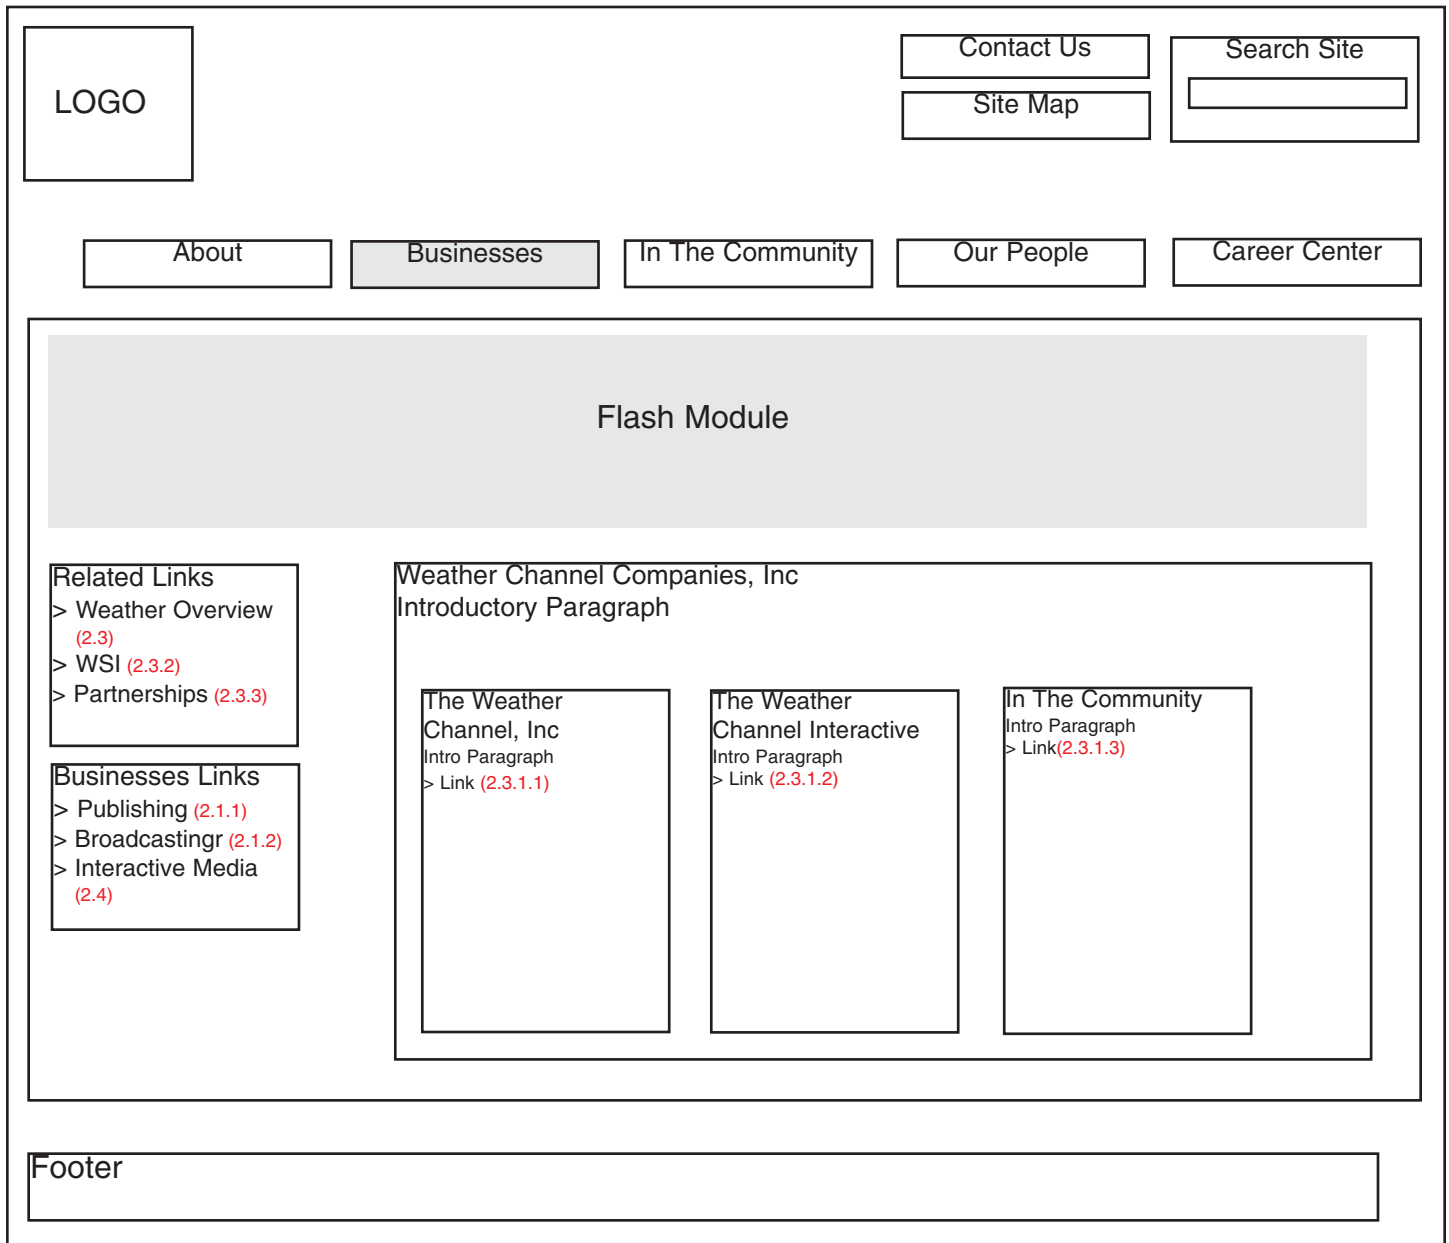 LOGO
Contact Us
Site Map
Search Site
About
Businesses
In The Community
Our People
Career Center
Flash Module
Related Links
> Weather Overview
(2.3)
> WSI (2.3.2)
> Partnerships (2.3.3)
Businesses Links
> Publishing (2.1.1)
> Broadcastingr (2.1.2)
> Interactive Media
(2.4)
Weather Channel Companies, Inc
Introductory Paragraph
The Weather
Channel, Inc
Intro Paragraph
> Link (2.3.1.1)
The Weather
Channel Interactive
Intro Paragraph
> Link (2.3.1.2)
In The Community
Intro Paragraph
> Link(2.3.1.3)
Footer